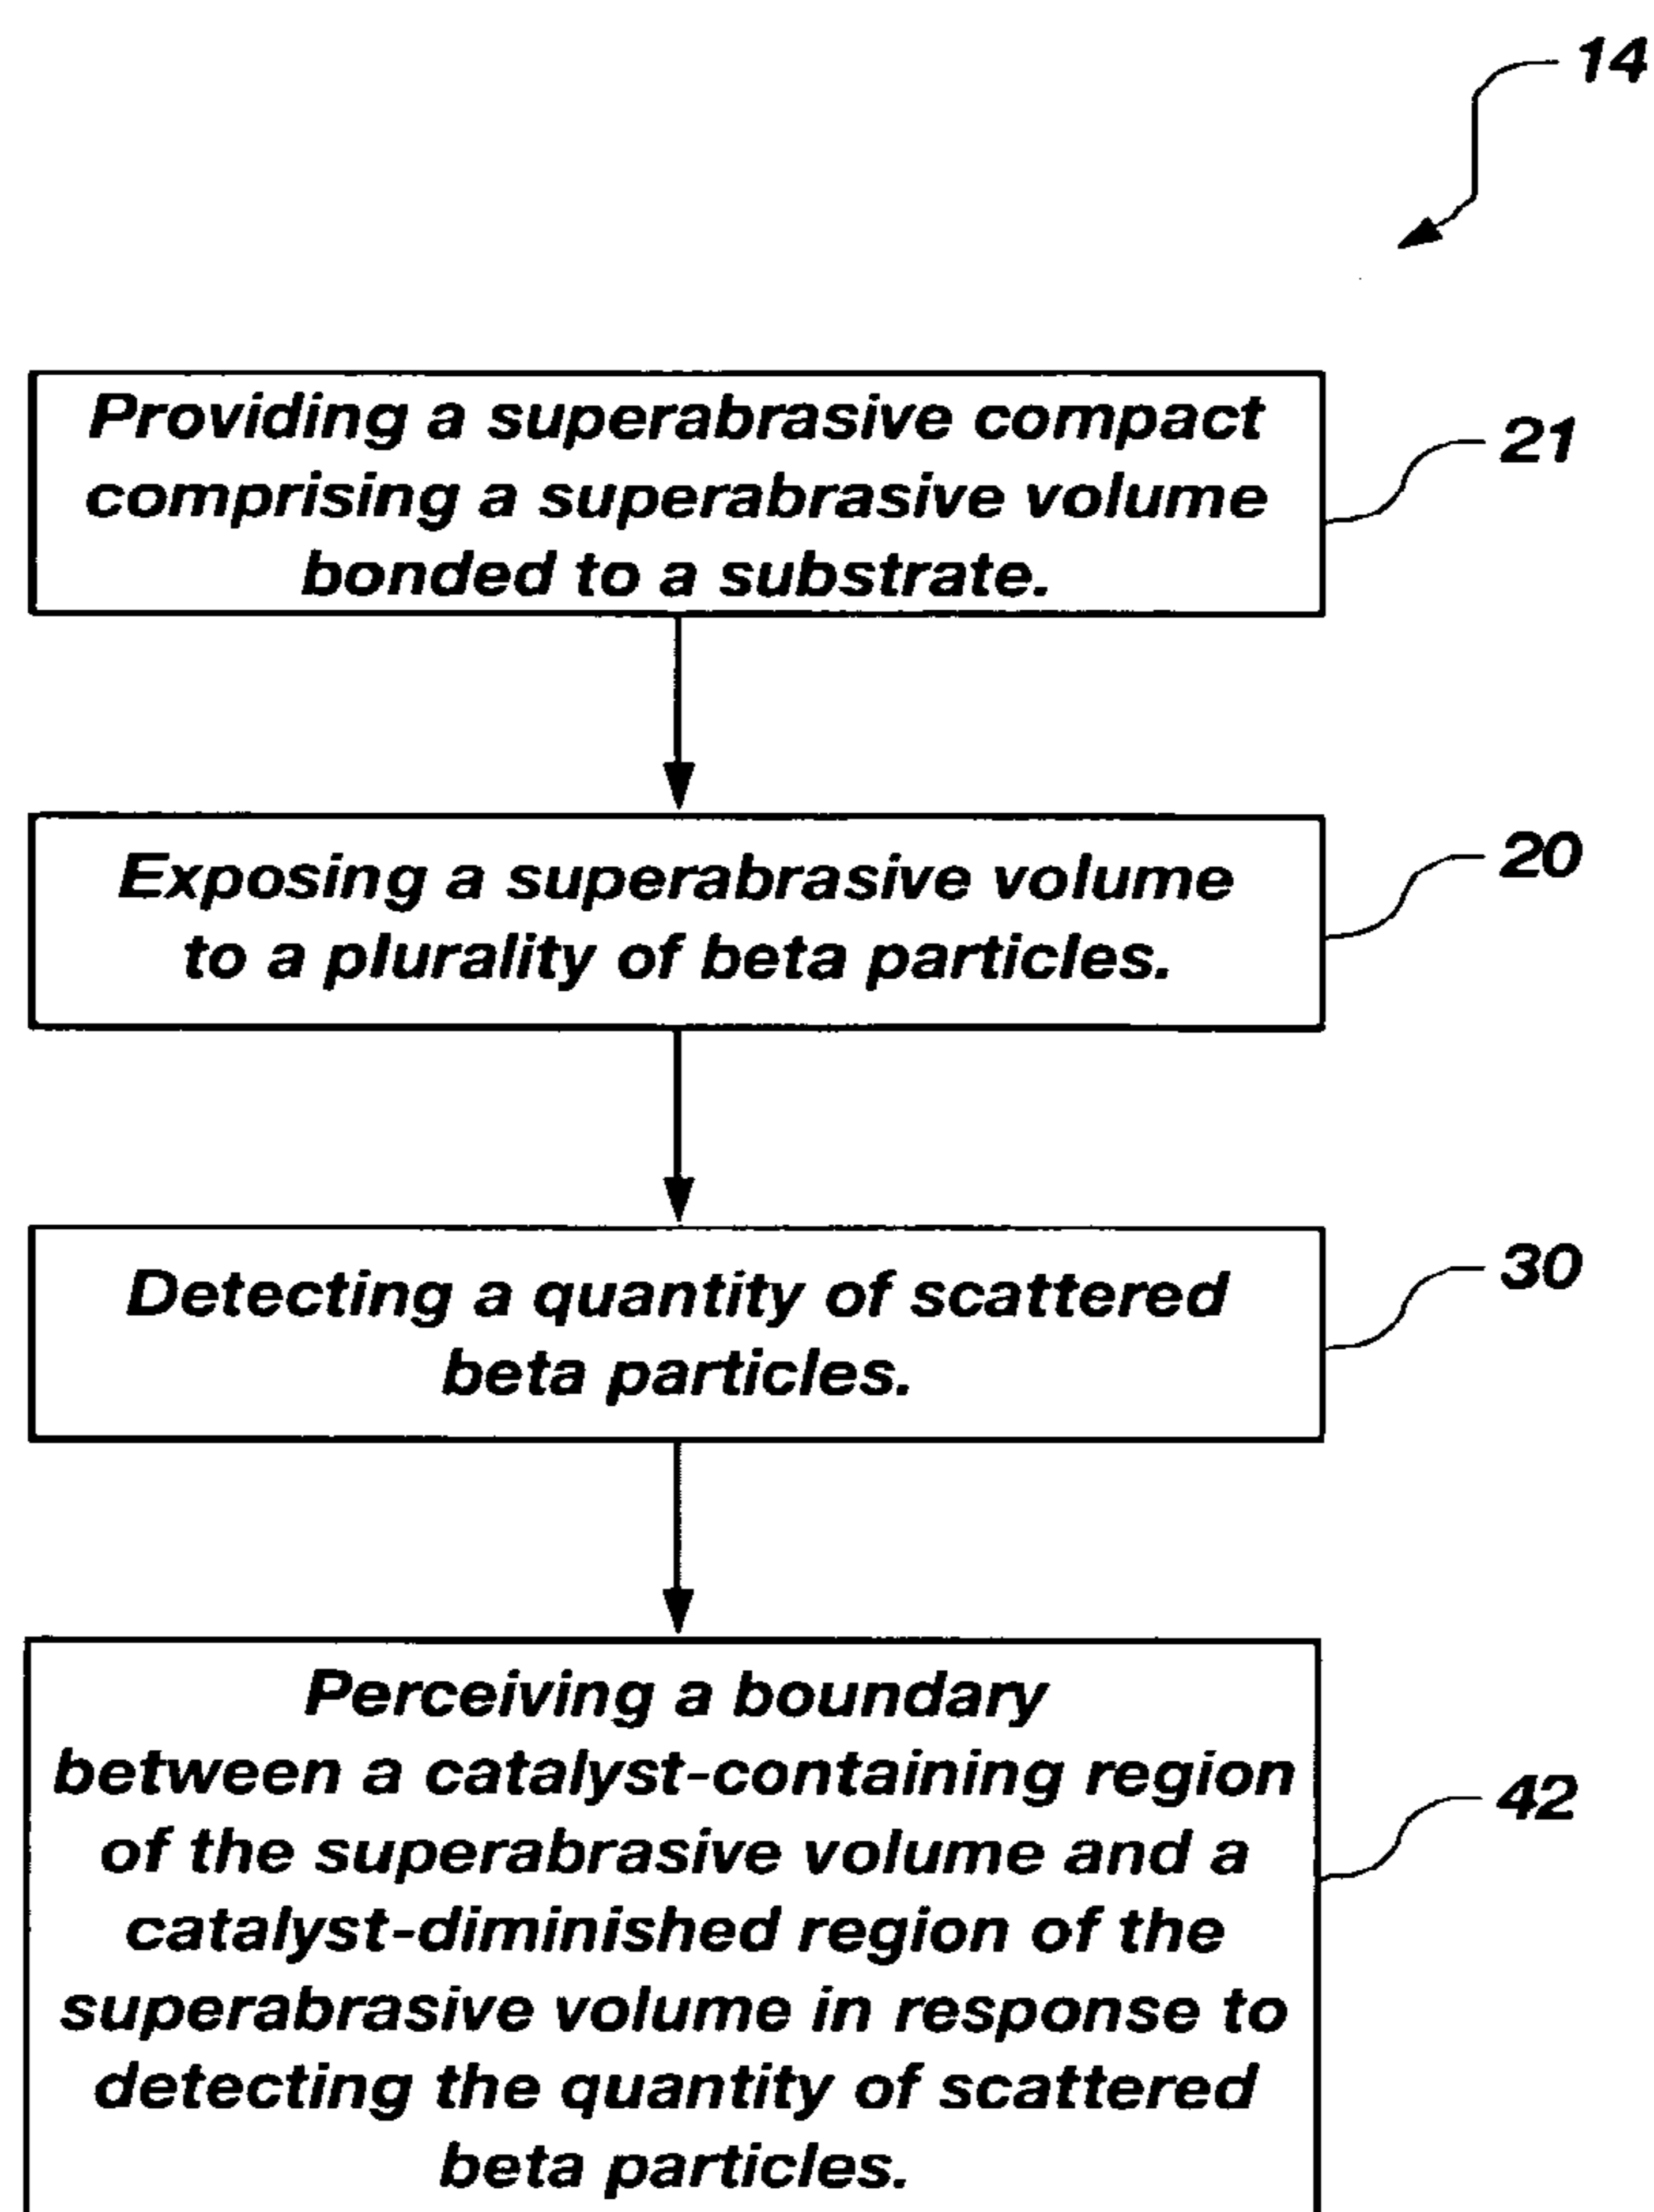 14
Providing a superabrasive compact
comprising a superabrasive volume
bonded to a substrate.
21
Exposing a superabrasive volume
to a plurality of beta particles.
20
Detecting a quantity of scattered
beta particles.
30
Perceiving a boundary
between a catalyst-containing region
of the superabrasive volume and a
catalyst-diminished region of the
superabrasive volume in response to
detecting the quantity of scattered
beta particles.
42